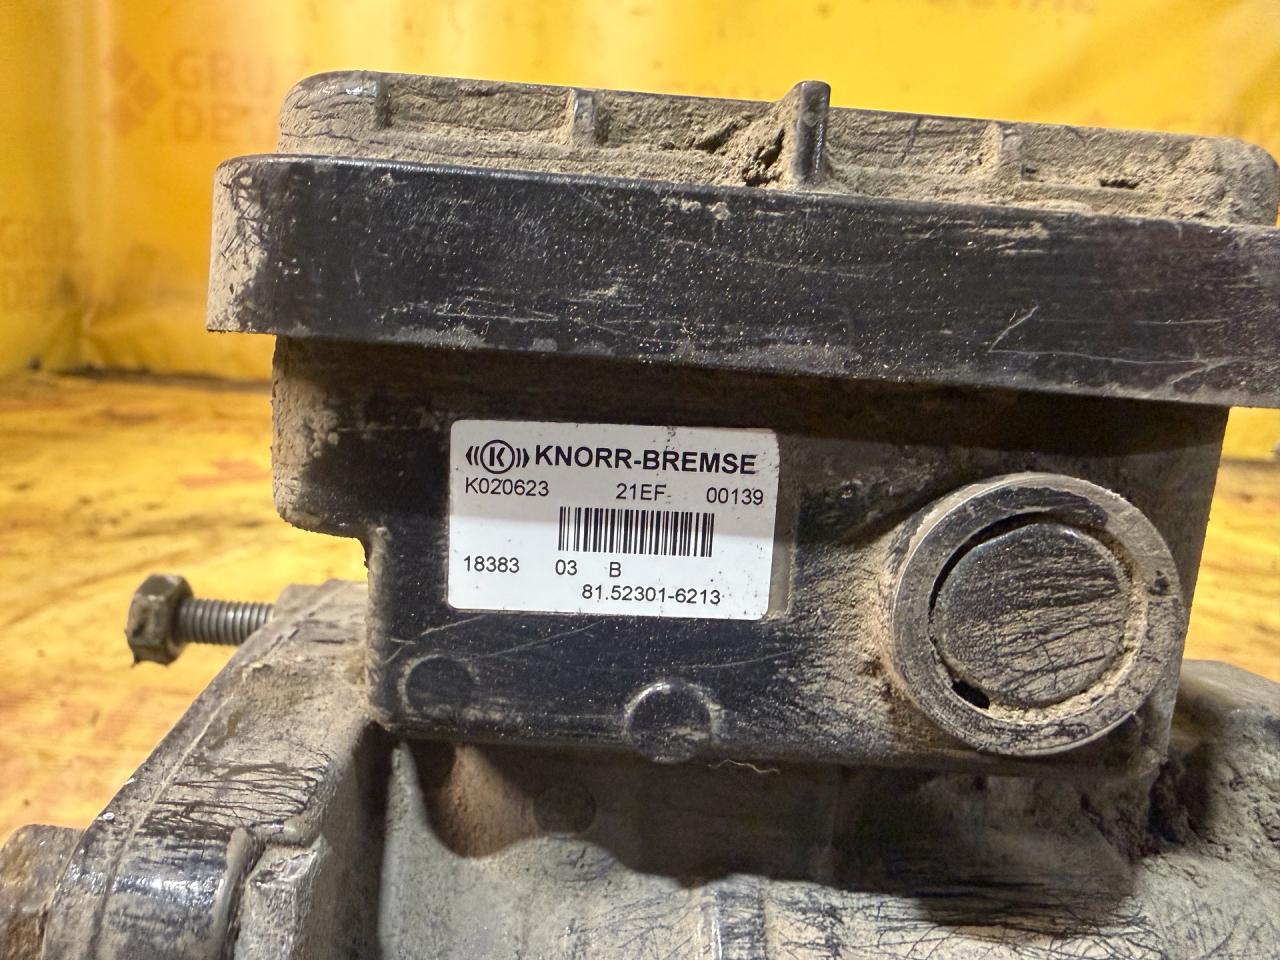 KNORR-BREMSE
K020623 21EF 00139
18383 03 B
81.52301-6213